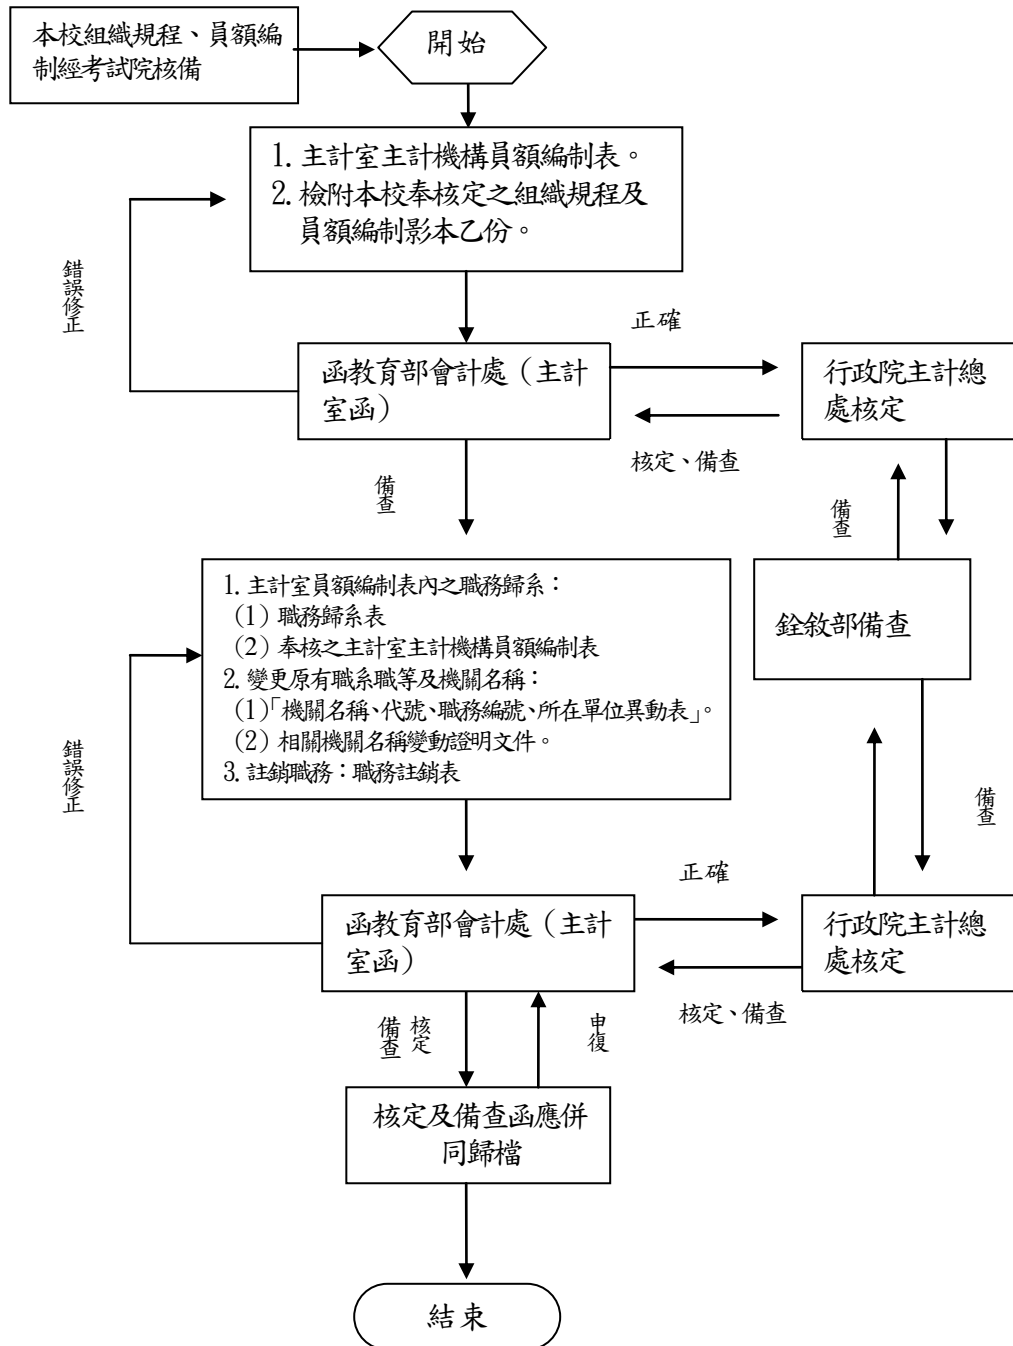 本校組織規程、員額編
制經考試院核備
開始
1. 主計室主計機構員額編制表。
2. 檢附本校奉核定之組織規程及
員額編制影本乙份。
錯誤修正
正確
函教育部會計處（主計
室函）
行政院主計總
處核定
核定、備查
備查
備查
1. 主計室員額編制表內之職務歸系：
(1) 職務歸系表
(2) 奉核之主計室主計機構員額編制表
2. 變更原有職系職等及機關名稱：
(1)「機關名稱、代號、職務編號、所在單位異動表」。
(2) 相關機關名稱變動證明文件。
3. 註銷職務：職務註銷表
銓敘部備查
錯誤修正
備查
正確
函教育部會計處（主計
室函）
行政院主計總
處核定
核定、備查
備查
核定
申復
核定及備查函應併
同歸檔
結束